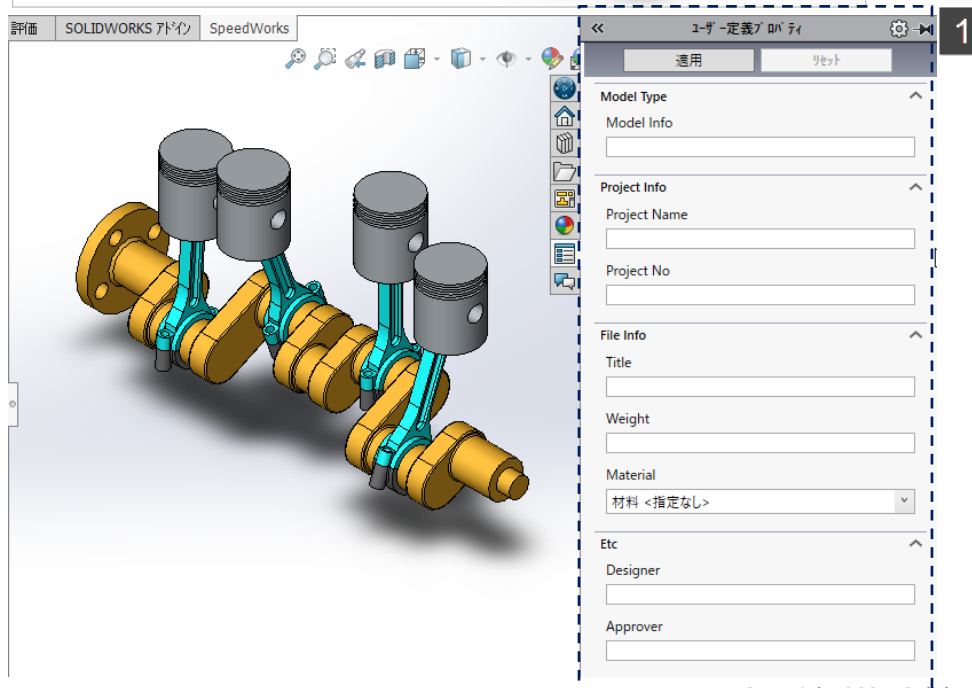 評価 SOLIDWORKS アドイン SpeedWorks
ユーザー定義プロパティ
1
適用 リセット
Model Type
Model Info
Project Info
Project Name
Project No
File Info
Title
Weight
Material
材料 <指定なし>
Etc
Designer
Approver